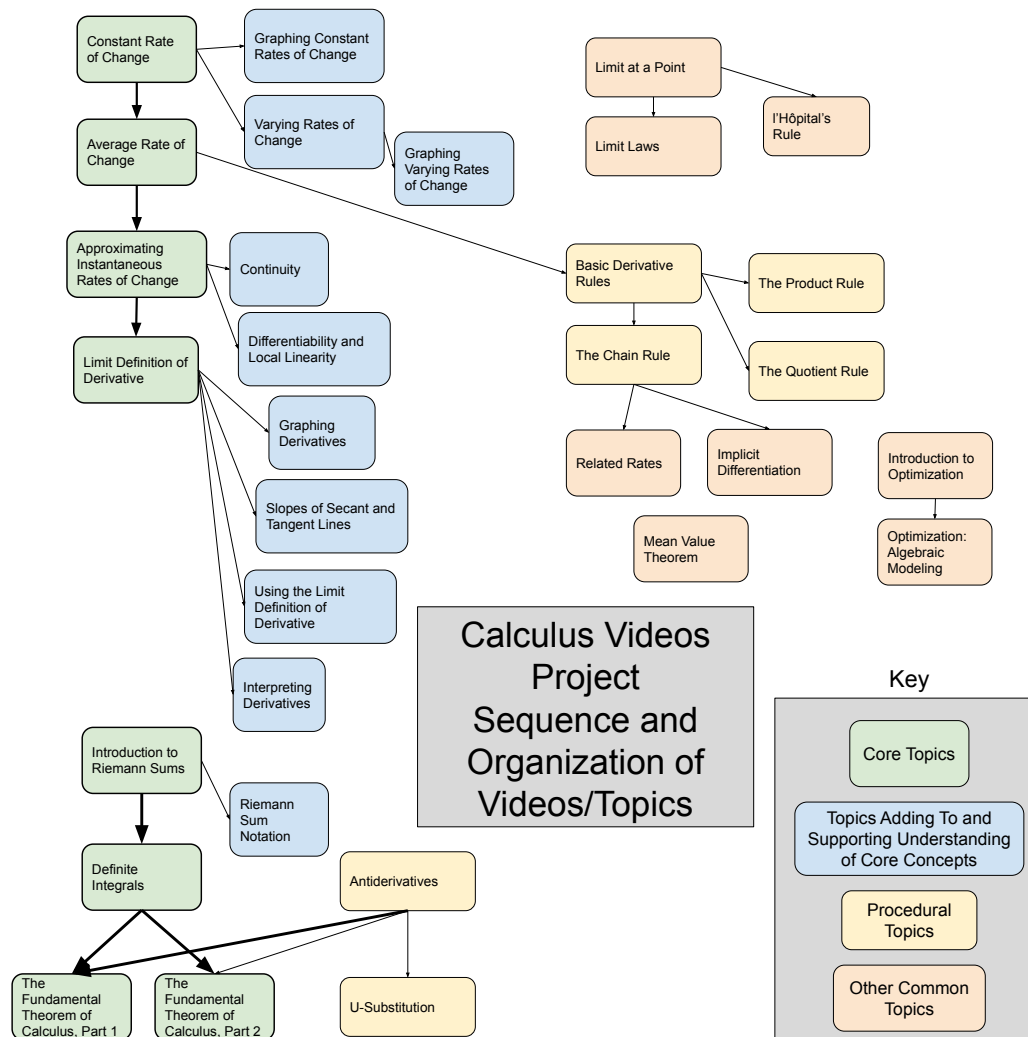 Constant Rate
of Change
Graphing Constant
Rates of Change
Limit at a Point
l'Hôpital's
Rule
Average Rate of
Change
Varying Rates of
Change
Graphing
Varying Rates
of Change
Limit Laws
Approximating
Instantaneous
Rates of Change
Continuity
Basic Derivative
Rules
The Product Rule
Differentiability and
Local Linearity
Limit Definition of
Derivative
The Chain Rule
The Quotient Rule
Graphing
Derivatives
Related Rates
Implicit
Differentiation
Introduction to
Optimization
Slopes of Secant and
Tangent Lines
Mean Value
Theorem
Optimization:
Algebraic
Modeling
Using the Limit
Definition of
Derivative
Interpreting
Derivatives
Calculus Videos
Project
Sequence and
Organization of
Videos/Topics
Key
Core Topics
Topics Adding To and
Supporting Understanding
of Core Concepts
Procedural
Topics
Other Common
Topics
Introduction to
Riemann Sums
Riemann
Sum
Notation
Definite
Integrals
Antiderivatives
The
Fundamental
Theorem of
Calculus, Part 1
The
Fundamental
Theorem of
Calculus, Part 2
U-Substitution